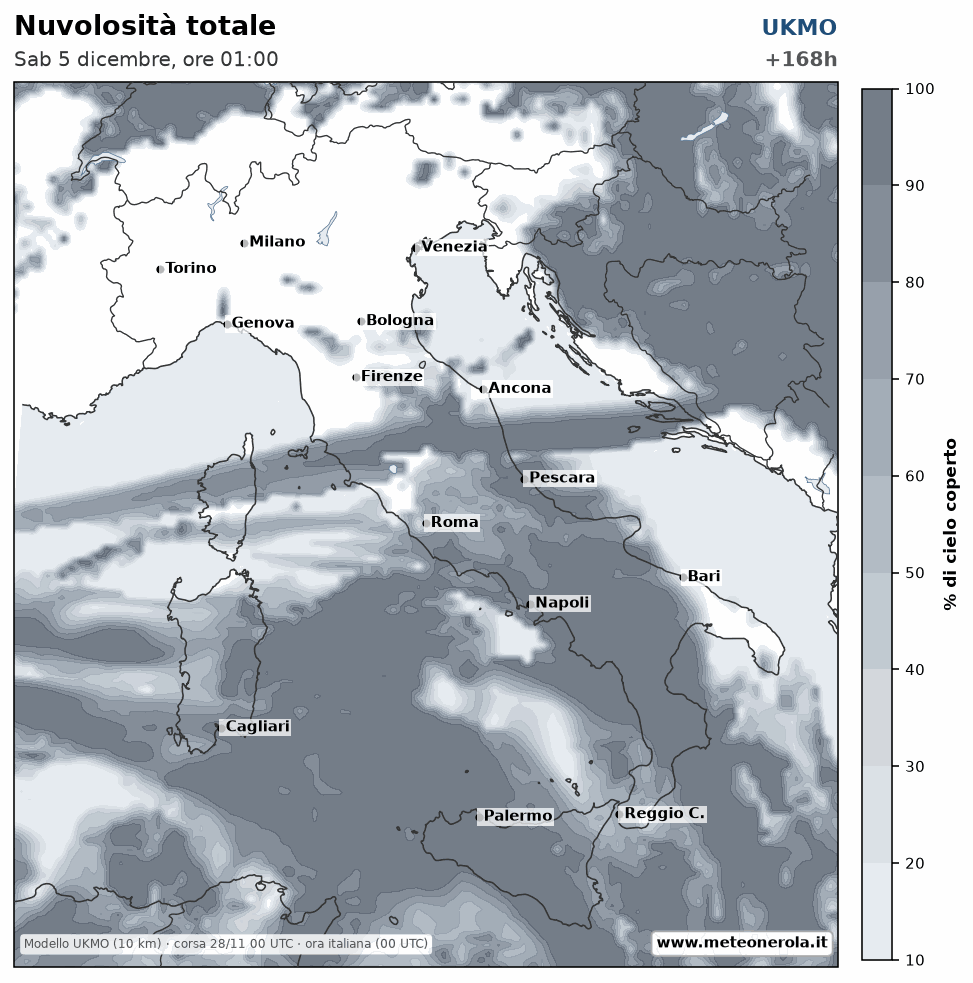 Nuvolosità totale
UKMO
Sab 5 dicembre, ore 01:00
+168h
100
90
80
70
60
50
40
30
20
10
% di cielo coperto
Milano
Venezia
Torino
Genova
Bologna
Firenze
Ancona
Pescara
Roma
Bari
Napoli
Cagliari
Palermo
Reggio C.
Modello UKMO (10 km) · corsa 28/11 00 UTC · ora italiana (00 UTC)
www.meteonerola.it